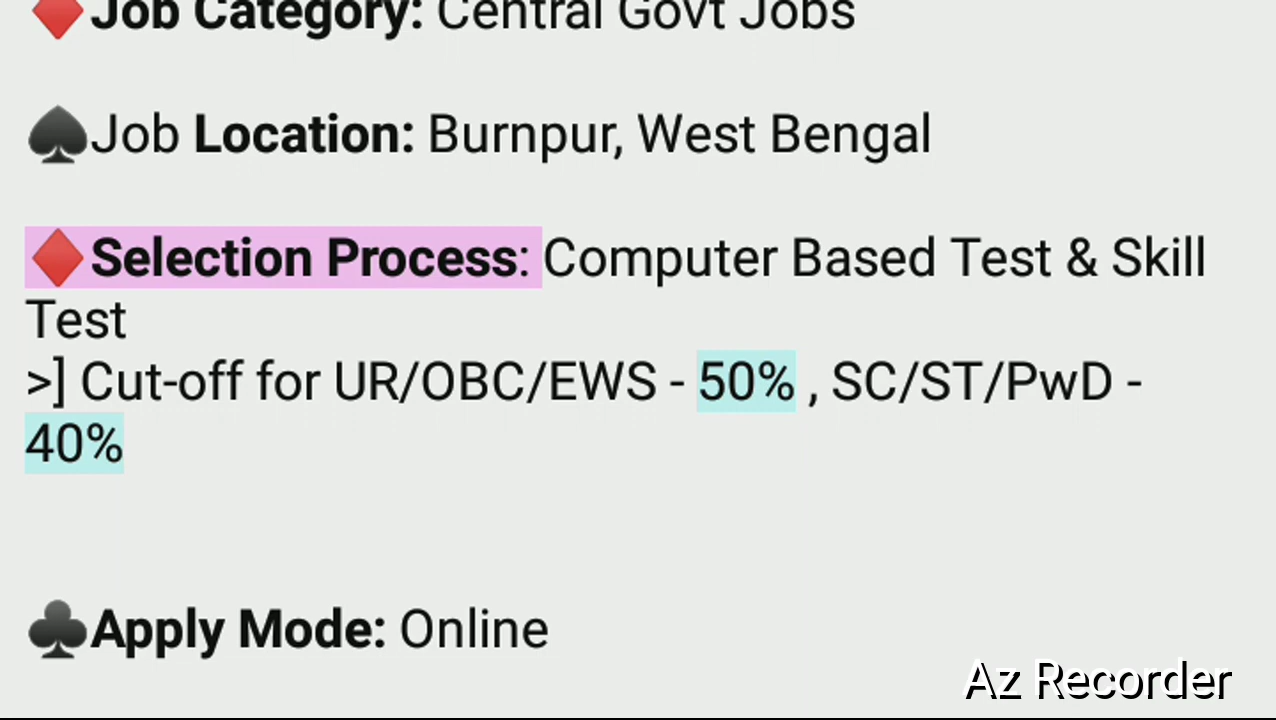 ♦️Job Category: Central Govt Jobs
♠️Job Location: Burnpur, West Bengal
♦️Selection Process: Computer Based Test & Skill
Test
>] Cut-off for UR/OBC/EWS - 50% , SC/ST/PwD -
40%
♣️Apply Mode: Online
Az Recorder